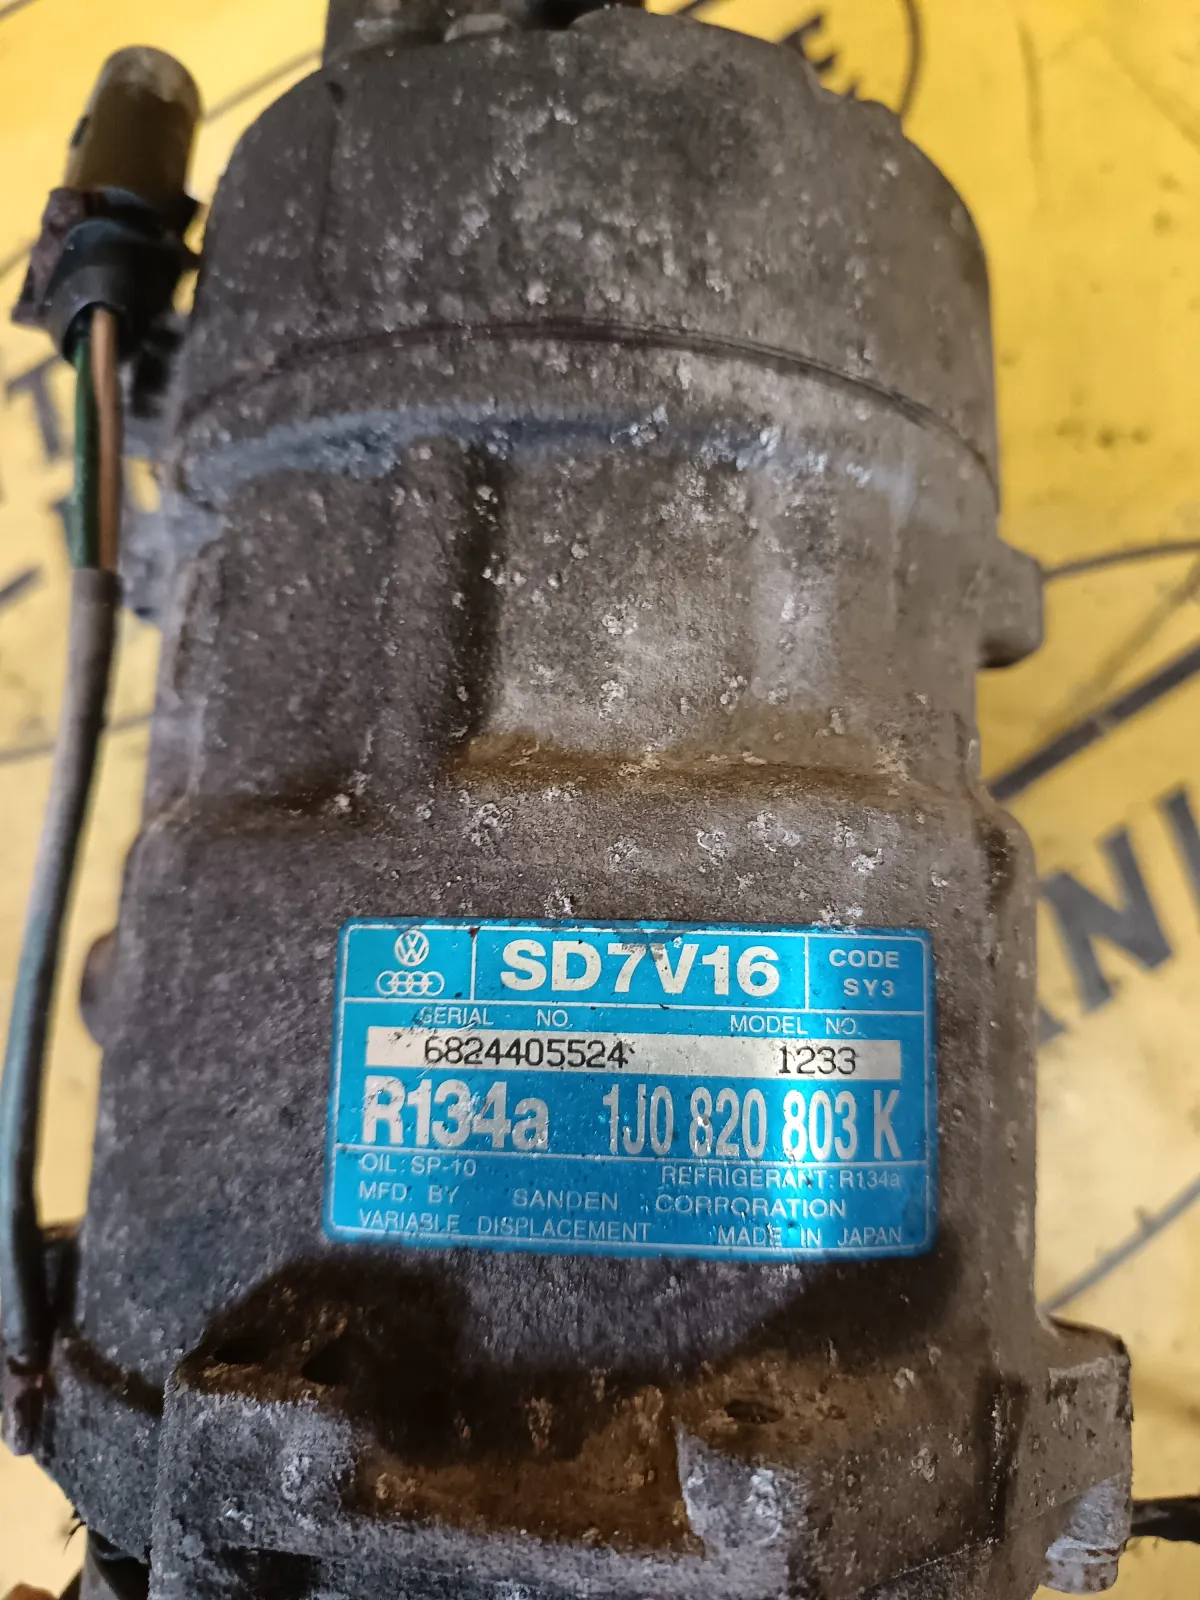 SD7V16
CODE
SY3
SERIAL NO.
MODEL NO.
6824405524
1233
R134a
1J0 820 803 K
OIL: SP-10
REFRIGERANT: R134a
MFD. BY SANDEN CORPORATION
VARIABLE DISPLACEMENT
MADE IN JAPAN